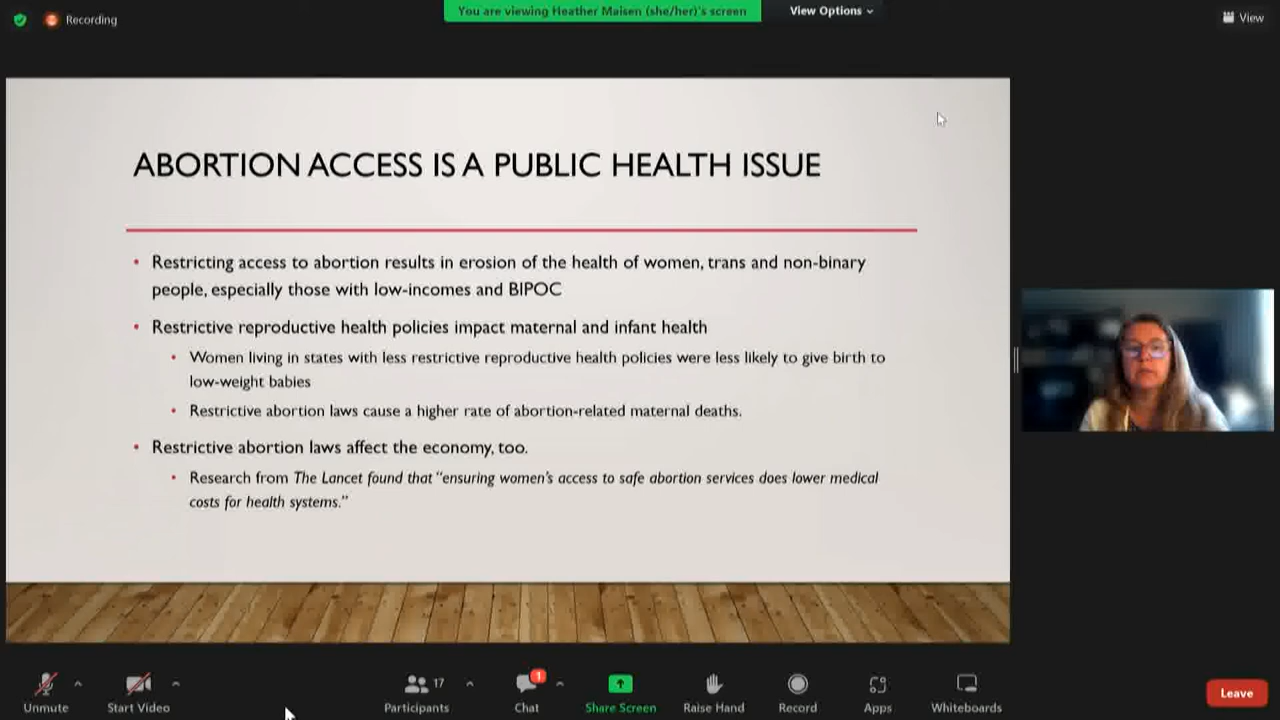 Recording
You are viewing Heather Maisen (she/her)'s screen
View Options
View
ABORTION ACCESS IS A PUBLIC HEALTH ISSUE
• Restricting access to abortion results in erosion of the health of women, trans and non-binary
people, especially those with low-incomes and BIPOC
• Restrictive reproductive health policies impact maternal and infant health
• Women living in states with less restrictive reproductive health policies were less likely to give birth to
low-weight babies
• Restrictive abortion laws cause a higher rate of abortion-related maternal deaths.
• Restrictive abortion laws affect the economy, too.
• Research from The Lancet found that “ensuring women’s access to safe abortion services does lower medical
costs for health systems.”
Unmute
Start Video
17
Participants
1
Chat
Share Screen
Raise Hand
Record
Apps
Whiteboards
Leave